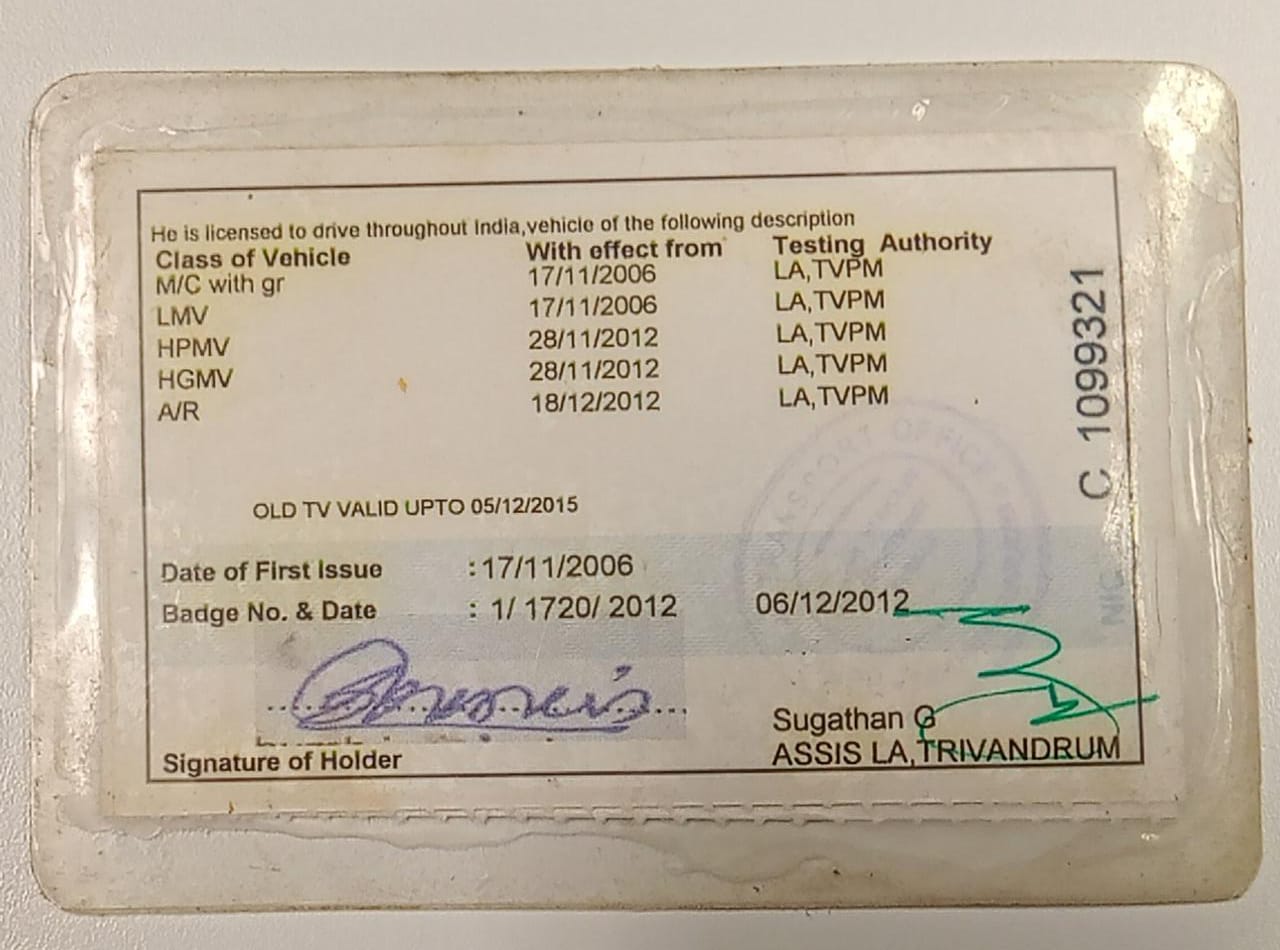 He is licensed to drive throughout India,vehicle of the following description
Class of Vehicle With effect from Testing Authority
M/C with gr 17/11/2006 LA,TVPM
LMV 17/11/2006 LA,TVPM
HPMV 28/11/2012 LA,TVPM
HGMV 28/11/2012 LA,TVPM
A/R 18/12/2012 LA,TVPM
C 1099321
OLD TV VALID UPTO 05/12/2015
Date of First Issue :17/11/2006
Badge No. & Date : 1/ 1720/ 2012 06/12/2012
NIC
Sugathan G
Signature of Holder ASSIS LA,TRIVANDRUM
TRANSPORT OFFICE